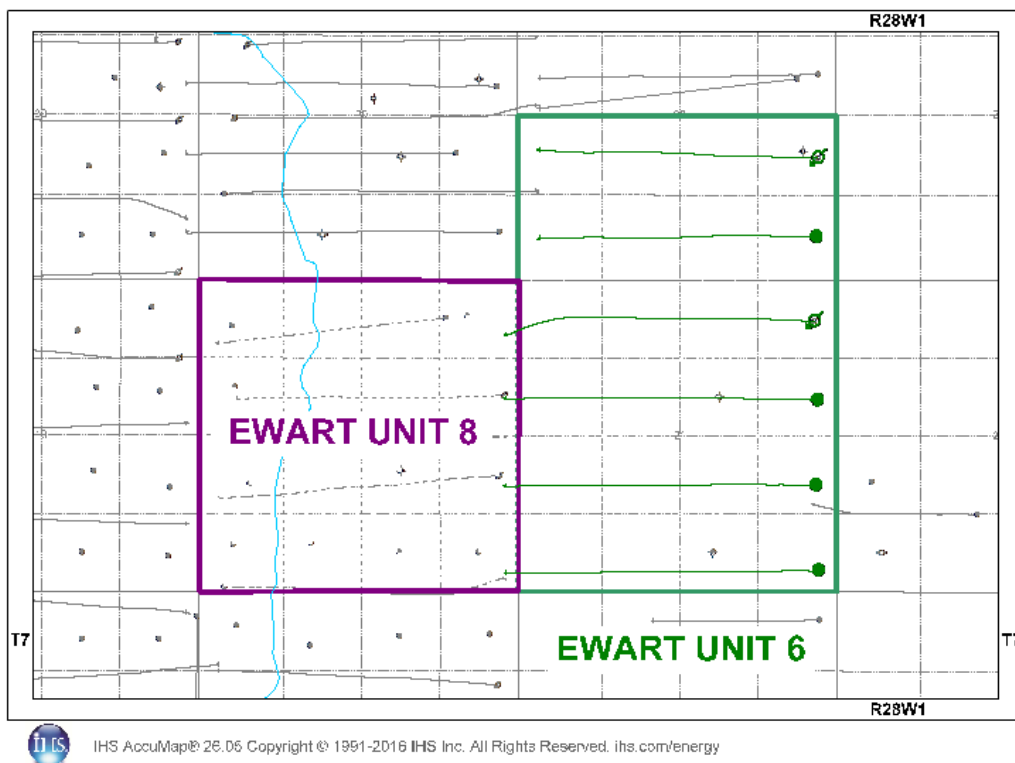 R28W1
EWART UNIT 8
EWART UNIT 6
T7
T7
R28W1
IHS
IHS AccuMap® 26.05 Copyright © 1991-2016 IHS Inc. All Rights Reserved. ihs.com/energy